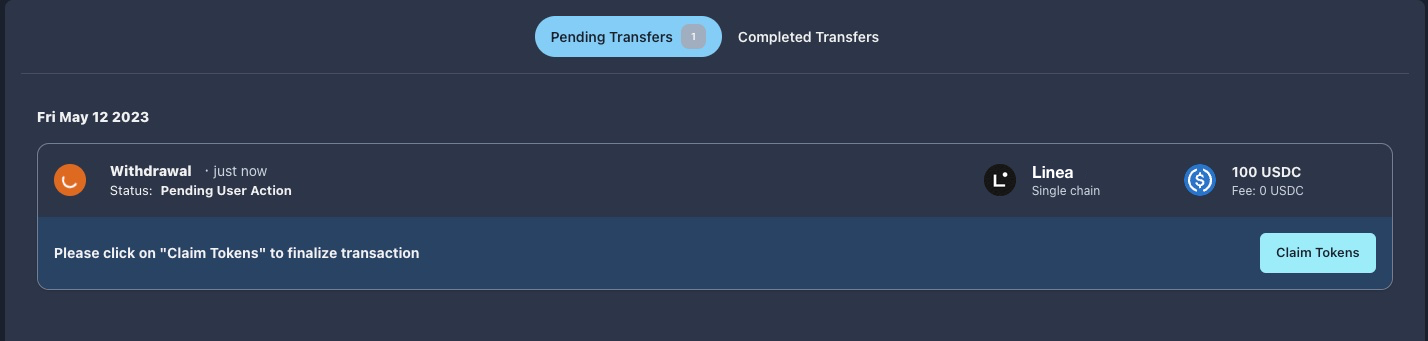 Pending Transfers 1 Completed Transfers
Fri May 12 2023
Withdrawal · just now
Status: Pending User Action
Linea
Single chain
100 USDC
Fee: 0 USDC
Please click on "Claim Tokens" to finalize transaction
Claim Tokens